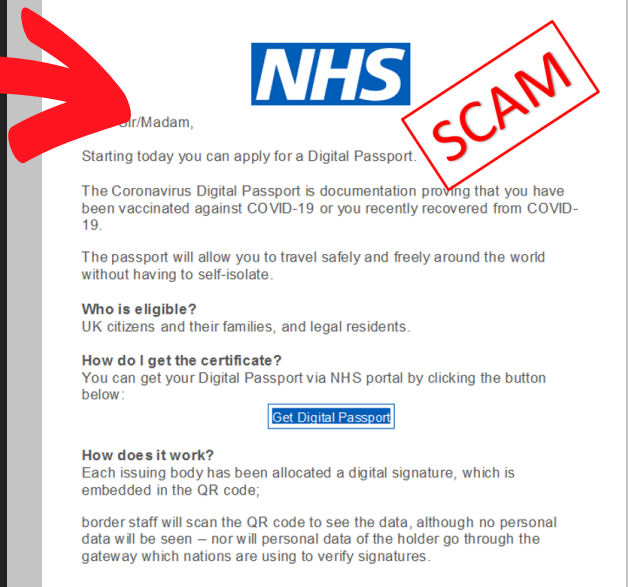 NHS
SCAM
Sir/Madam,
Starting today you can apply for a Digital Passport.
The Coronavirus Digital Passport is documentation proving that you have
been vaccinated against COVID-19 or you recently recovered from COVID-
19.
The passport will allow you to travel safely and freely around the world
without having to self-isolate.
Who is eligible?
UK citizens and their families, and legal residents.
How do I get the certificate?
You can get your Digital Passport via NHS portal by clicking the button
below:
Get Digital Passport
How does it work?
Each issuing body has been allocated a digital signature, which is
embedded in the QR code;
border staff will scan the QR code to see the data, although no personal
data will be seen – nor will personal data of the holder go through the
gateway which nations are using to verify signatures.